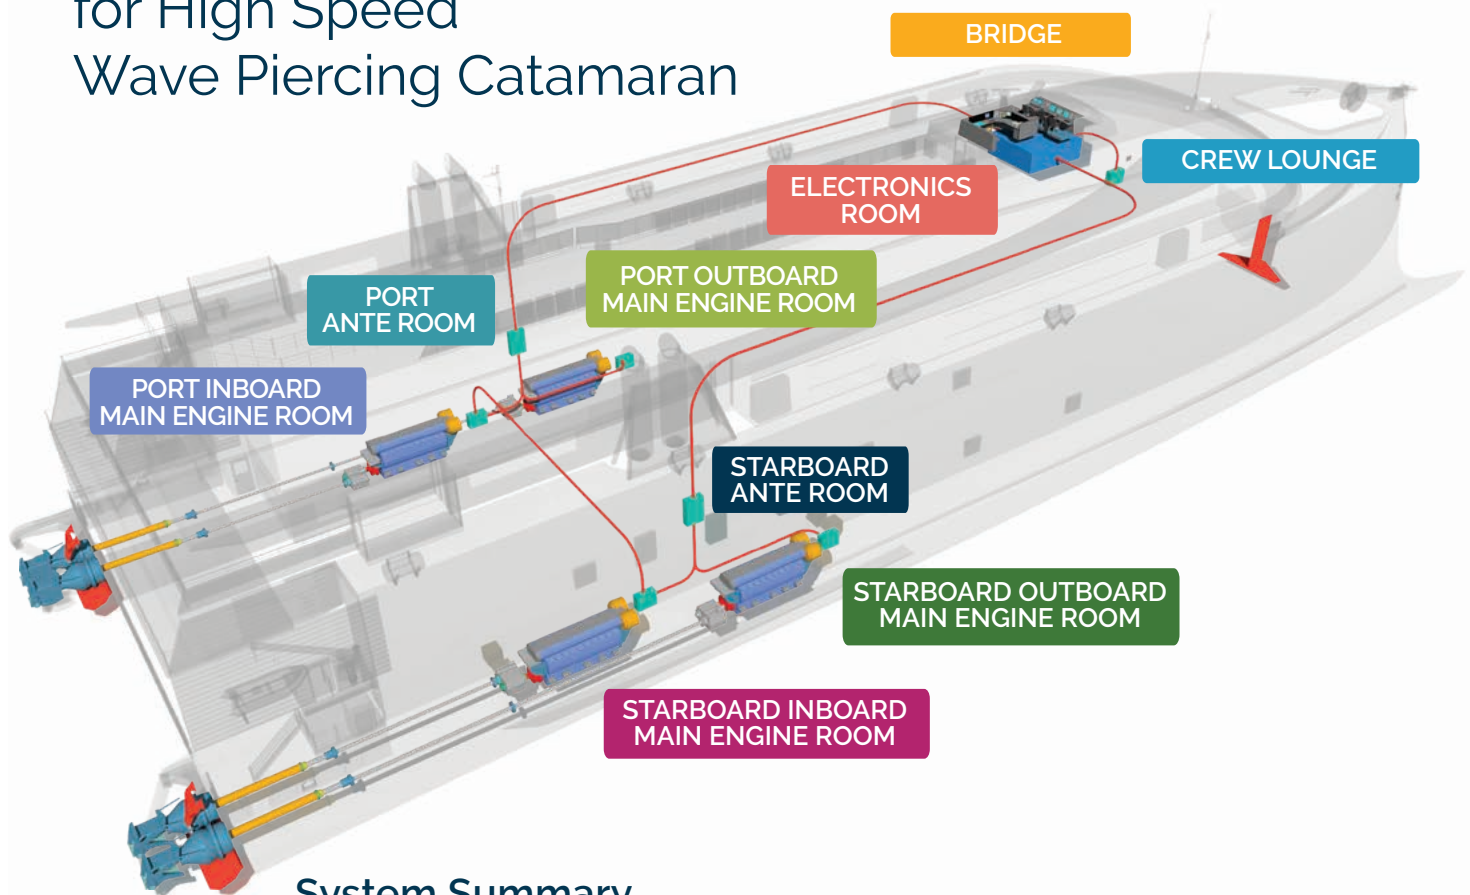 for High Speed
Wave Piercing Catamaran
BRIDGE
CREW LOUNGE
ELECTRONICS
ROOM
PORT OUTBOARD
MAIN ENGINE ROOM
PORT
ANTE ROOM
PORT INBOARD
MAIN ENGINE ROOM
STARBOARD
ANTE ROOM
STARBOARD OUTBOARD
MAIN ENGINE ROOM
STARBOARD INBOARD
MAIN ENGINE ROOM
System Summary